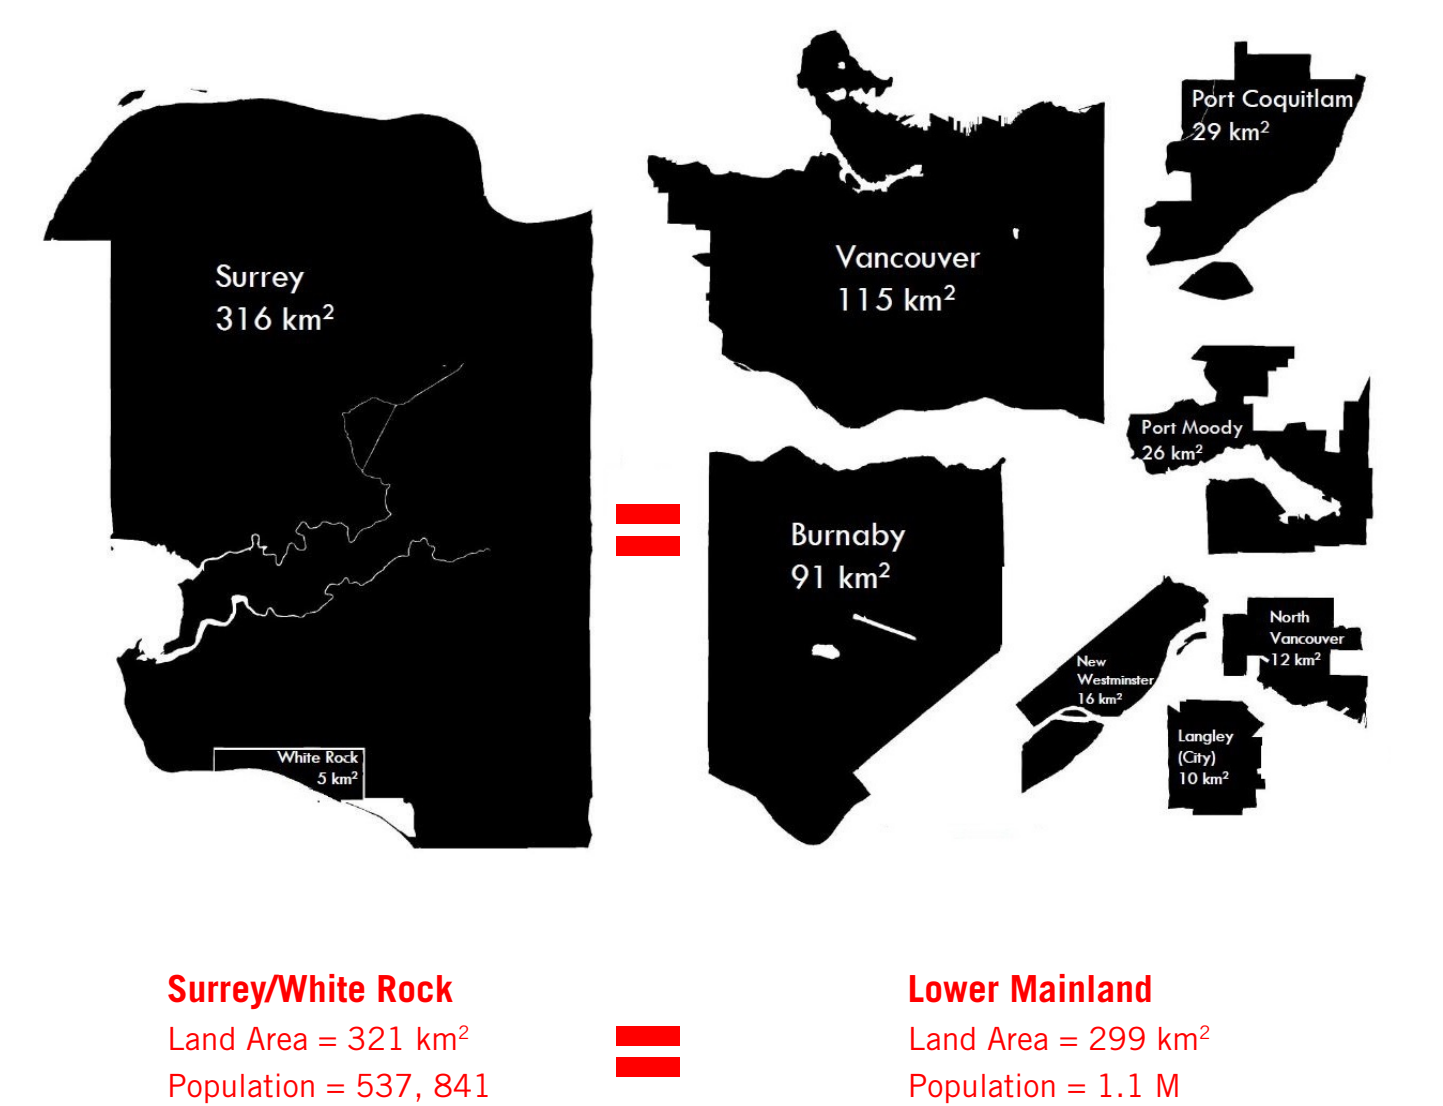 Surrey
316 km²
White Rock
5 km²
Vancouver
115 km²
Burnaby
91 km²
Port Coquitlam
29 km²
Port Moody
26 km²
New
Westminster
16 km²
North
Vancouver
12 km²
Langley
(City)
10 km²
=
Surrey/White Rock
Land Area = 321 km²
Population = 537, 841
=
Lower Mainland
Land Area = 299 km²
Population = 1.1 M